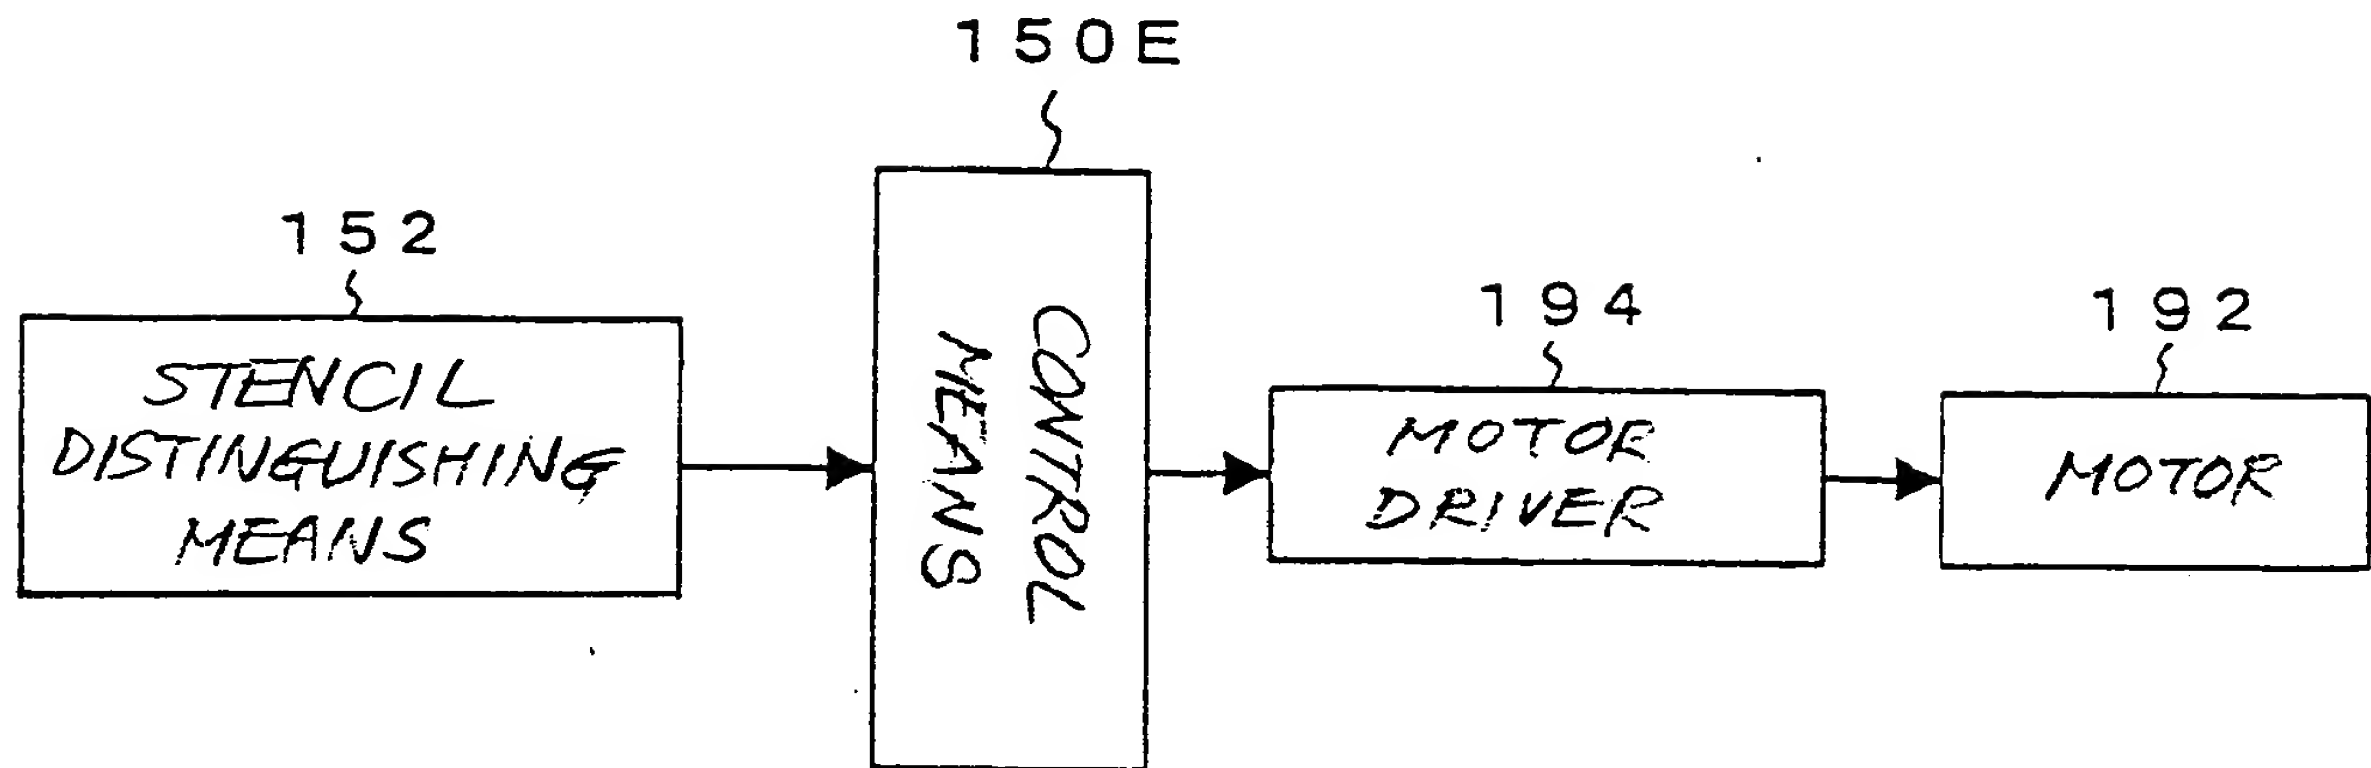 150E
152
STENCIL
DISTINGUISHING
MEANS
CONTROL
MEANS
194
MOTOR
DRIVER
192
MOTOR